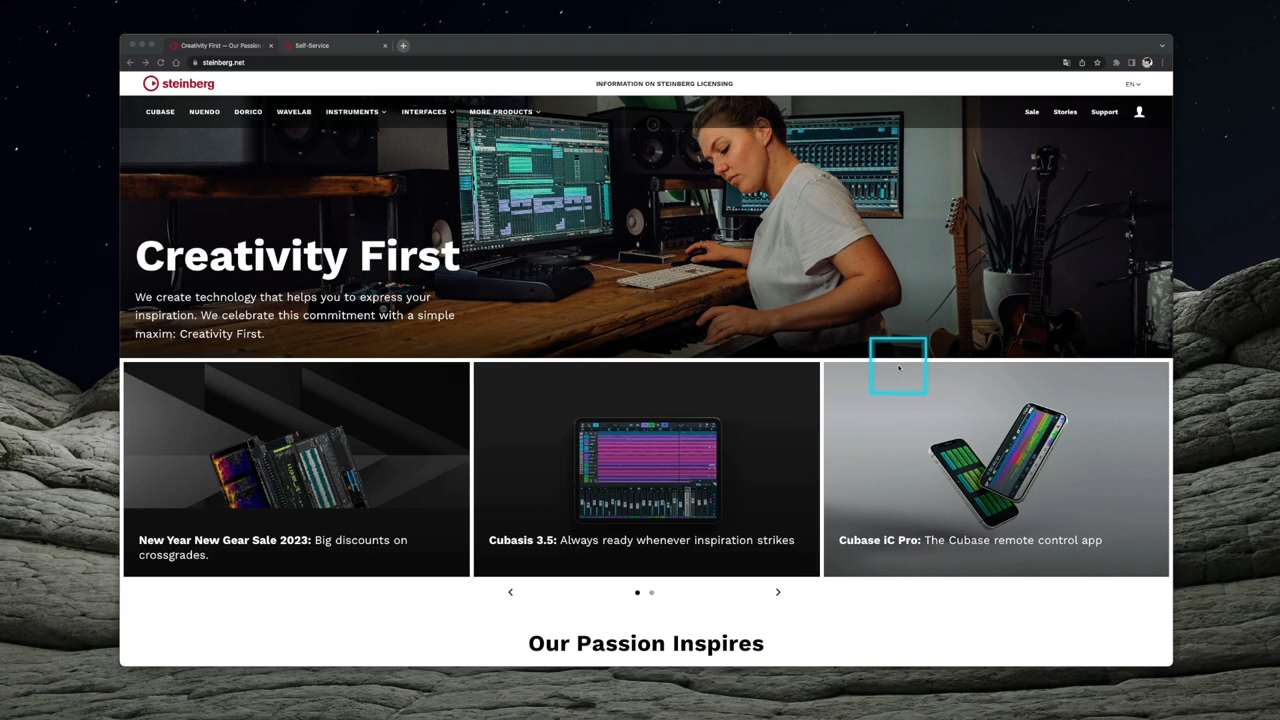 Creativity First — Our Passion
Self-Service
steinberg.net
steinberg
INFORMATION ON STEINBERG LICENSING
EN
CUBASE NUENDO DORICO WAVELAB INSTRUMENTS INTERFACES MORE PRODUCTS
Sale Stories Support
Creativity First
We create technology that helps you to express your
inspiration. We celebrate this commitment with a simple
maxim: Creativity First.
New Year New Gear Sale 2023: Big discounts on
crossgrades.
Cubasis 3.5: Always ready whenever inspiration strikes
Cubase iC Pro: The Cubase remote control app
Our Passion Inspires